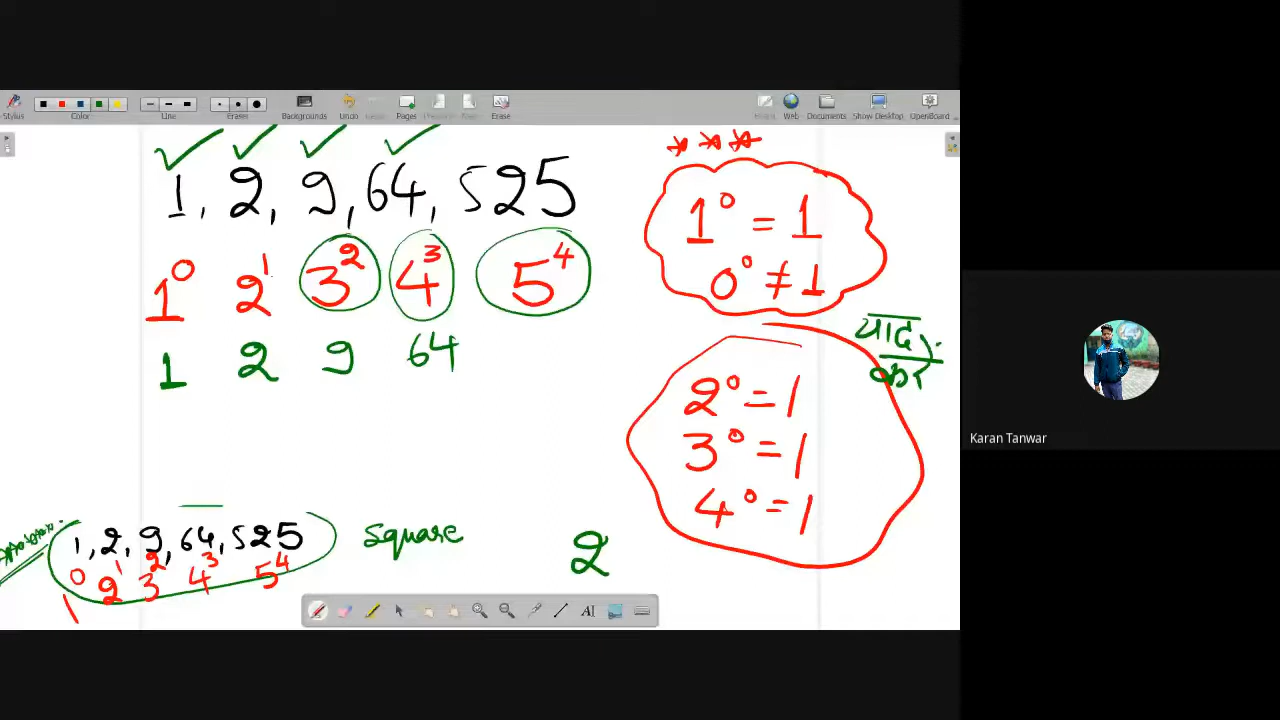 Stylus Color Line Eraser Backgrounds Undo Pages Erase Web Documents Show Desktop OpenBoard
1, 2, 9, 64, 525
1⁰ 2¹ 3² 4³ 5⁴
1 2 9 64
1⁰ = 1
0⁰ ≠ 1
याद
करें
2⁰ = 1
3⁰ = 1
4⁰ = 1
1, 2, 9, 64, 525
1⁰ 2¹ 3² 4³ 5⁴
square
2
Karan Tanwar